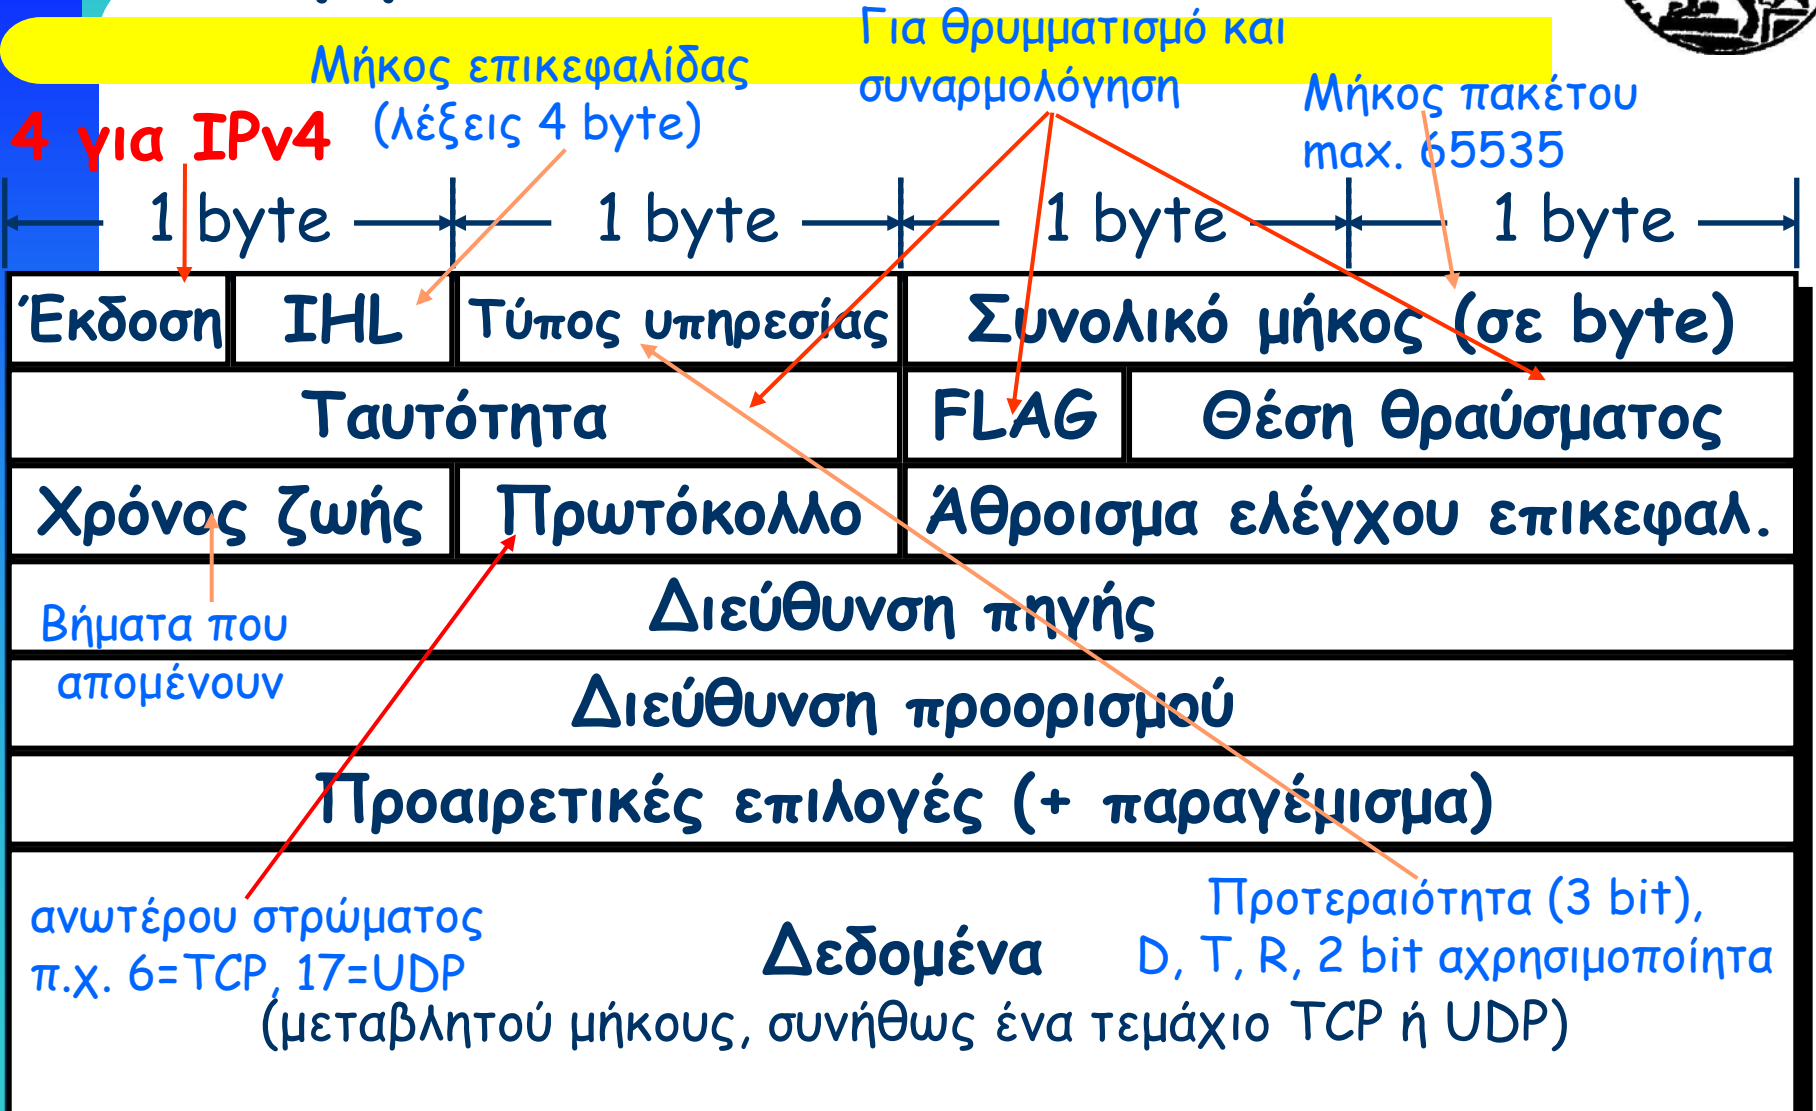 Για θρυμματισμό και
συναρμολόγηση
Μήκος επικεφαλίδας
(λέξεις 4 byte)
Μήκος πακέτου
max. 65535
4 για IPv4
1 byte 1 byte 1 byte 1 byte
Έκδοση IHL Τύπος υπηρεσίας Συνολικό μήκος (σε byte)
Ταυτότητα FLAG Θέση θραύσματος
Χρόνος ζωής Πρωτόκολλο Άθροισμα ελέγχου επικεφαλ.
Διεύθυνση πηγής
Βήματα που
απομένουν
Διεύθυνση προορισμού
Προαιρετικές επιλογές (+ παραγέμισμα)
ανωτέρου στρώματος
π.χ. 6=TCP, 17=UDP
Δεδομένα
Προτεραιότητα (3 bit),
D, T, R, 2 bit αχρησιμοποίητα
(μεταβλητού μήκους, συνήθως ένα τεμάχιο TCP ή UDP)